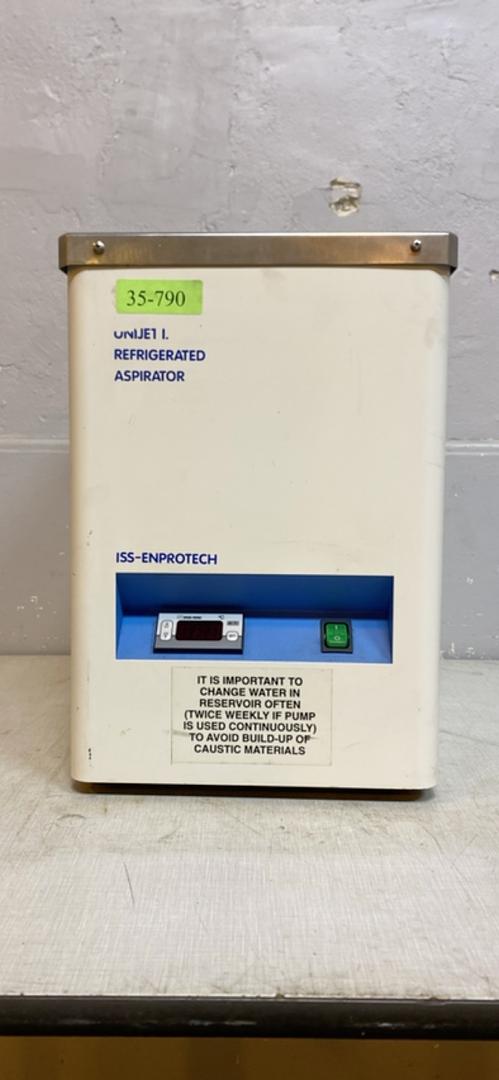 35-790
UNIJET I.
REFRIGERATED
ASPIRATOR
ISS-ENPROTECH
IT IS IMPORTANT TO
CHANGE WATER IN
RESERVOIR OFTEN
(TWICE WEEKLY IF PUMP
IS USED CONTINUOUSLY)
TO AVOID BUILD-UP OF
CAUSTIC MATERIALS